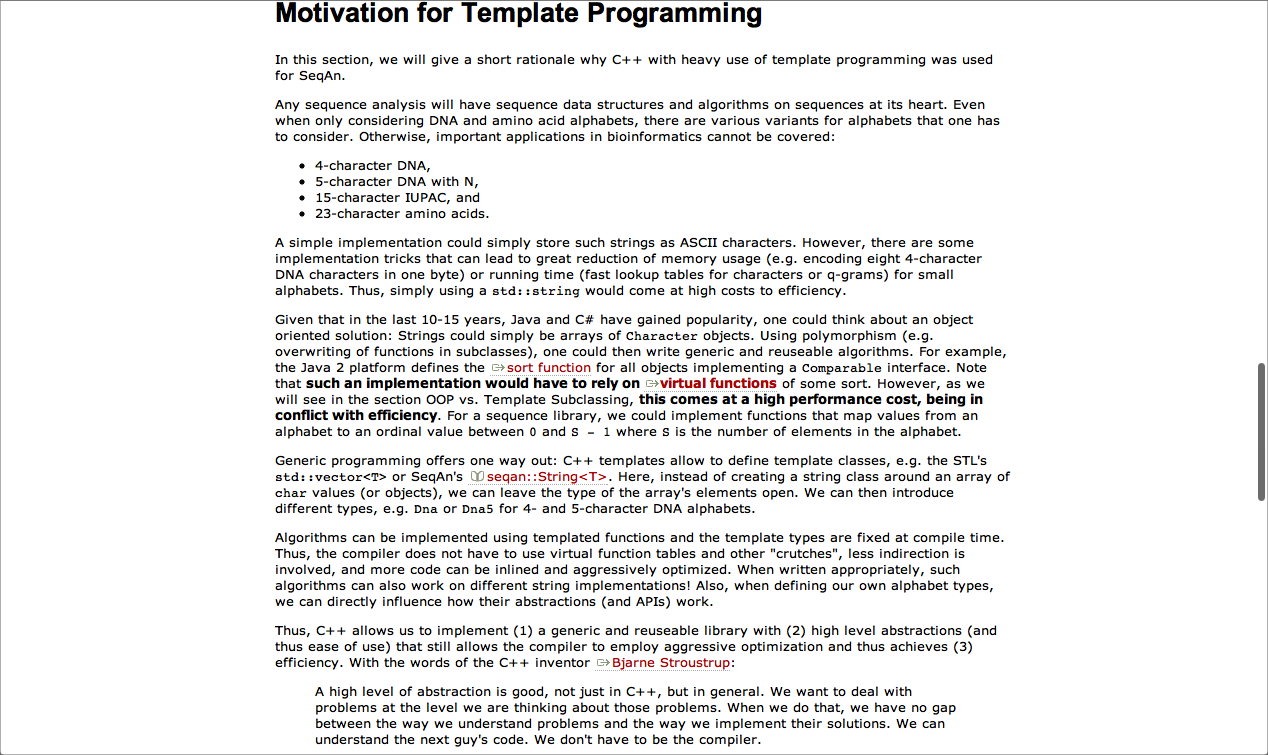 Motivation for Template Programming
In this section, we will give a short rationale why C++ with heavy use of template programming was used
for SeqAn.
Any sequence analysis will have sequence data structures and algorithms on sequences at its heart. Even
when only considering DNA and amino acid alphabets, there are various variants for alphabets that one has
to consider. Otherwise, important applications in bioinformatics cannot be covered:
• 4-character DNA,
• 5-character DNA with N,
• 15-character IUPAC, and
• 23-character amino acids.
A simple implementation could simply store such strings as ASCII characters. However, there are some
implementation tricks that can lead to great reduction of memory usage (e.g. encoding eight 4-character
DNA characters in one byte) or running time (fast lookup tables for characters or q-grams) for small
alphabets. Thus, simply using a std::string would come at high costs to efficiency.
Given that in the last 10-15 years, Java and C# have gained popularity, one could think about an object
oriented solution: Strings could simply be arrays of Character objects. Using polymorphism (e.g.
overwriting of functions in subclasses), one could then write generic and reuseable algorithms. For example,
the Java 2 platform defines the sort function for all objects implementing a Comparable interface. Note
that such an implementation would have to rely on virtual functions of some sort. However, as we
will see in the section OOP vs. Template Subclassing, this comes at a high performance cost, being in
conflict with efficiency. For a sequence library, we could implement functions that map values from an
alphabet to an ordinal value between 0 and S - 1 where S is the number of elements in the alphabet.
Generic programming offers one way out: C++ templates allow to define template classes, e.g. the STL's
std::vector<T> or SeqAn's seqan::String<T>. Here, instead of creating a string class around an array of
char values (or objects), we can leave the type of the array's elements open. We can then introduce
different types, e.g. Dna or Dna5 for 4- and 5-character DNA alphabets.
Algorithms can be implemented using templated functions and the template types are fixed at compile time.
Thus, the compiler does not have to use virtual function tables and other "crutches", less indirection is
involved, and more code can be inlined and aggressively optimized. When written appropriately, such
algorithms can also work on different string implementations! Also, when defining our own alphabet types,
we can directly influence how their abstractions (and APIs) work.
Thus, C++ allows us to implement (1) a generic and reuseable library with (2) high level abstractions (and
thus ease of use) that still allows the compiler to employ aggressive optimization and thus achieves (3)
efficiency. With the words of the C++ inventor Bjarne Stroustrup:
A high level of abstraction is good, not just in C++, but in general. We want to deal with
problems at the level we are thinking about those problems. When we do that, we have no gap
between the way we understand problems and the way we implement their solutions. We can
understand the next guy's code. We don't have to be the compiler.